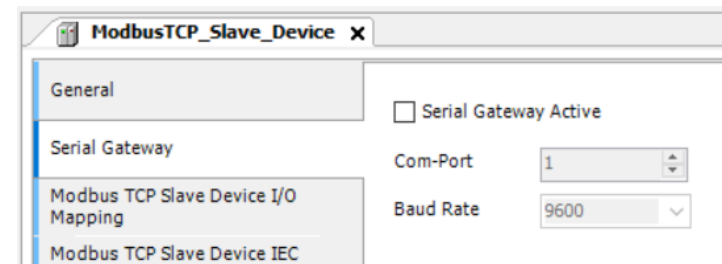 ModbusTCP_Slave_Device X
General
Serial Gateway Active
Serial Gateway
Com-Port 1
Modbus TCP Slave Device I/O
Mapping
Baud Rate 9600
Modbus TCP Slave Device IEC